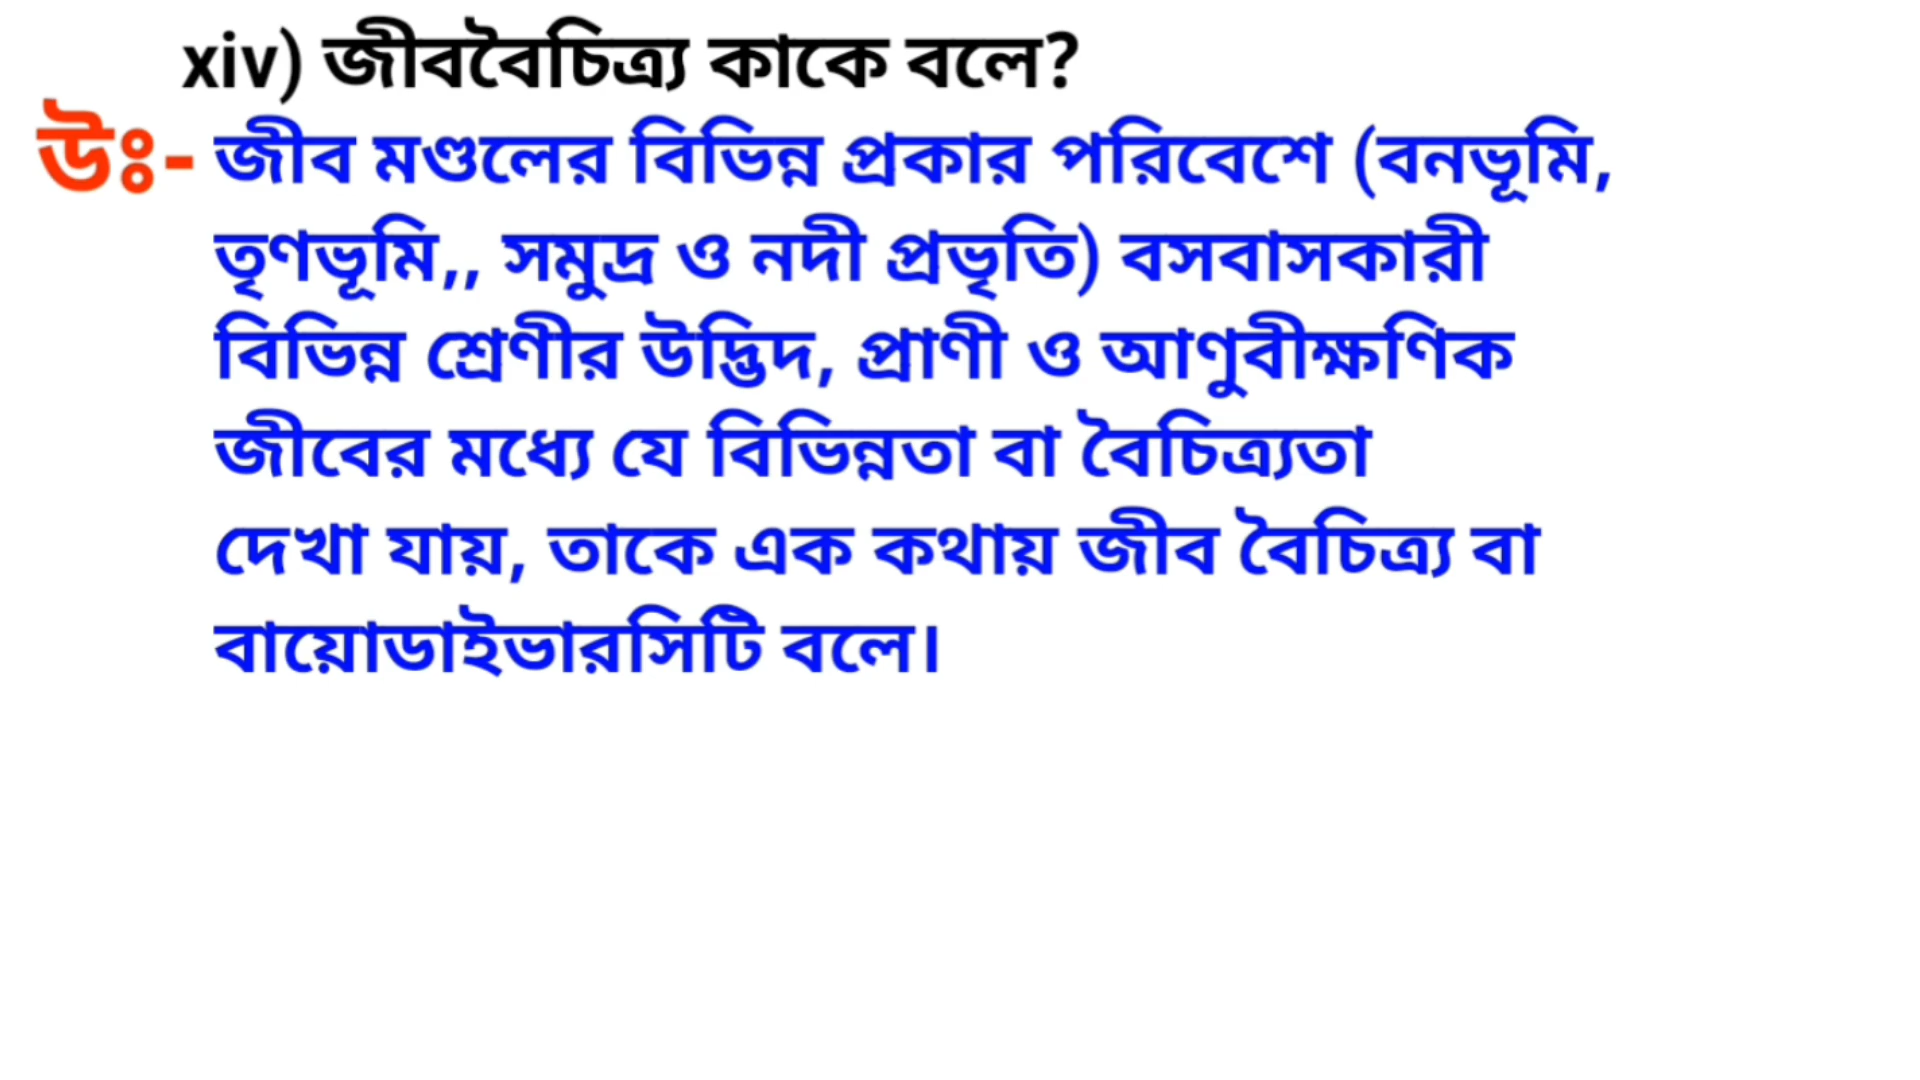 xiv) জীববৈচিত্র্য কাকে বলে?
উঃ- জীব মণ্ডলের বিভিন্ন প্রকার পরিবেশে (বনভূমি,
তৃণভূমি,, সমুদ্র ও নদী প্রভৃতি) বসবাসকারী
বিভিন্ন শ্রেণীর উদ্ভিদ, প্রাণী ও আণুবীক্ষণিক
জীবের মধ্যে যে বিভিন্নতা বা বৈচিত্র্যতা
দেখা যায়, তাকে এক কথায় জীব বৈচিত্র্য বা
বায়োডাইভারসিটি বলে।